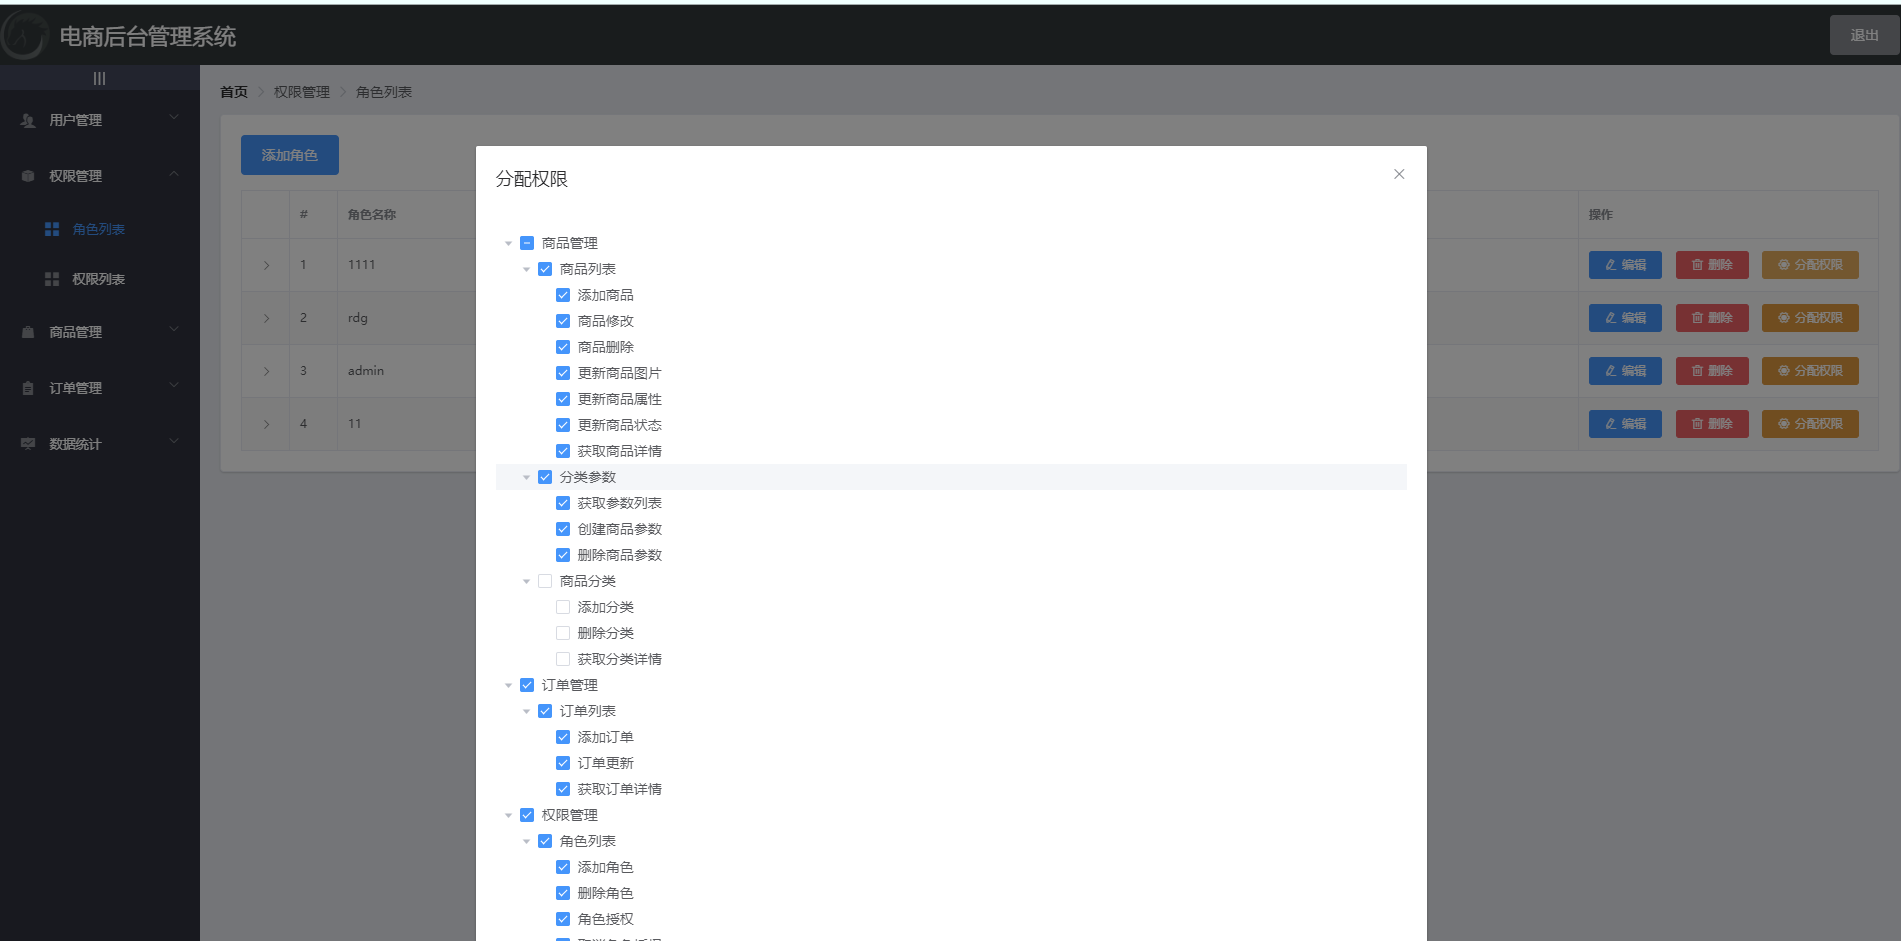 电商后台管理系统
退出
首页 权限管理 角色列表
用户管理
权限管理
角色列表
权限列表
商品管理
订单管理
数据统计
添加角色
# 角色名称 操作
1 1111 编辑 删除 分配权限
2 rdg 编辑 删除 分配权限
3 admin 编辑 删除 分配权限
4 11 编辑 删除 分配权限
分配权限
商品管理
商品列表
添加商品
商品修改
商品删除
更新商品图片
更新商品属性
更新商品状态
获取商品详情
分类参数
获取参数列表
创建商品参数
删除商品参数
商品分类
添加分类
删除分类
获取分类详情
订单管理
订单列表
添加订单
订单更新
获取订单详情
权限管理
角色列表
添加角色
删除角色
角色授权